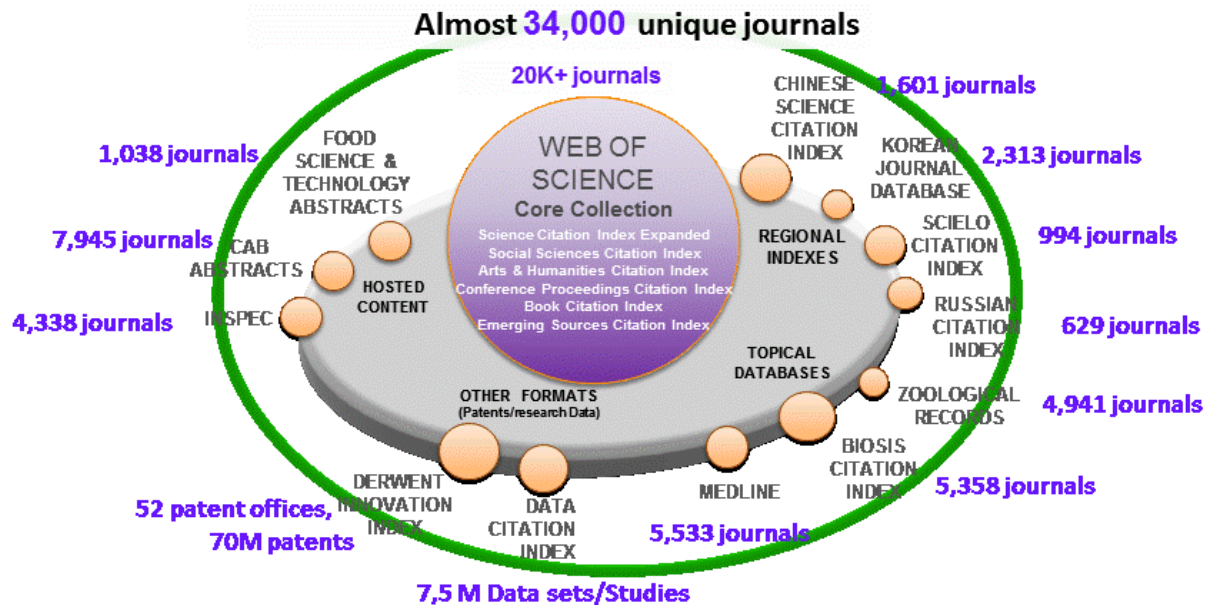 Almost 34,000 unique journals
20K+ journals
WEB OF
SCIENCE
Core Collection
Science Citation Index Expanded
Social Sciences Citation Index
Arts & Humanities Citation Index
Conference Proceedings Citation Index
Book Citation Index
Emerging Sources Citation Index
CHINESE
SCIENCE
CITATION
INDEX
1,601 journals
KOREAN
JOURNAL
DATABASE
2,313 journals
REGIONAL
INDEXES
SCIELO
CITATION
INDEX
994 journals
RUSSIAN
CITATION
INDEX
629 journals
TOPICAL
DATABASES
ZOOLOGICAL
RECORDS
4,941 journals
BIOSIS
CITATION
INDEX
5,358 journals
MEDLINE
5,533 journals
OTHER FORMATS
(Patents/research Data)
DATA
CITATION
INDEX
7,5 M Data sets/Studies
DERWENT
INNOVATION
INDEX
52 patent offices,
70M patents
HOSTED
CONTENT
INSPEC
4,338 journals
CAB
ABSTRACTS
7,945 journals
FOOD
SCIENCE &
TECHNOLOGY
ABSTRACTS
1,038 journals